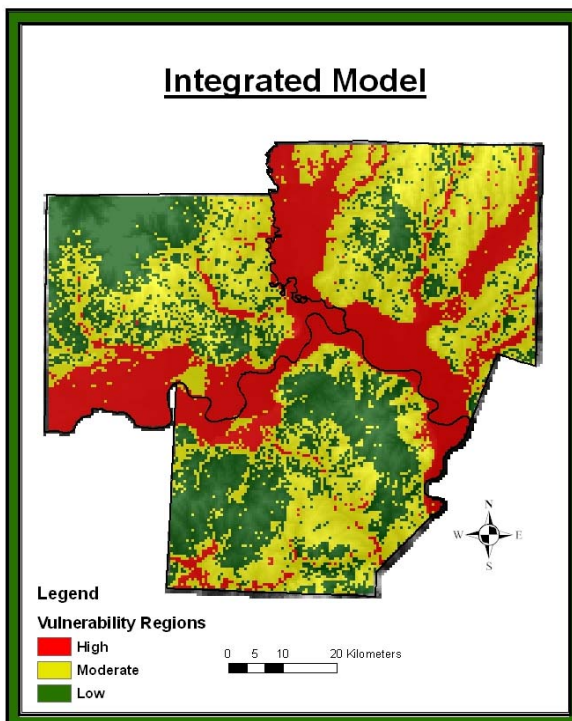 Integrated Model
N
W E
S
Legend
Vulnerability Regions
High
Moderate
Low
0 5 10 20 Kilometers